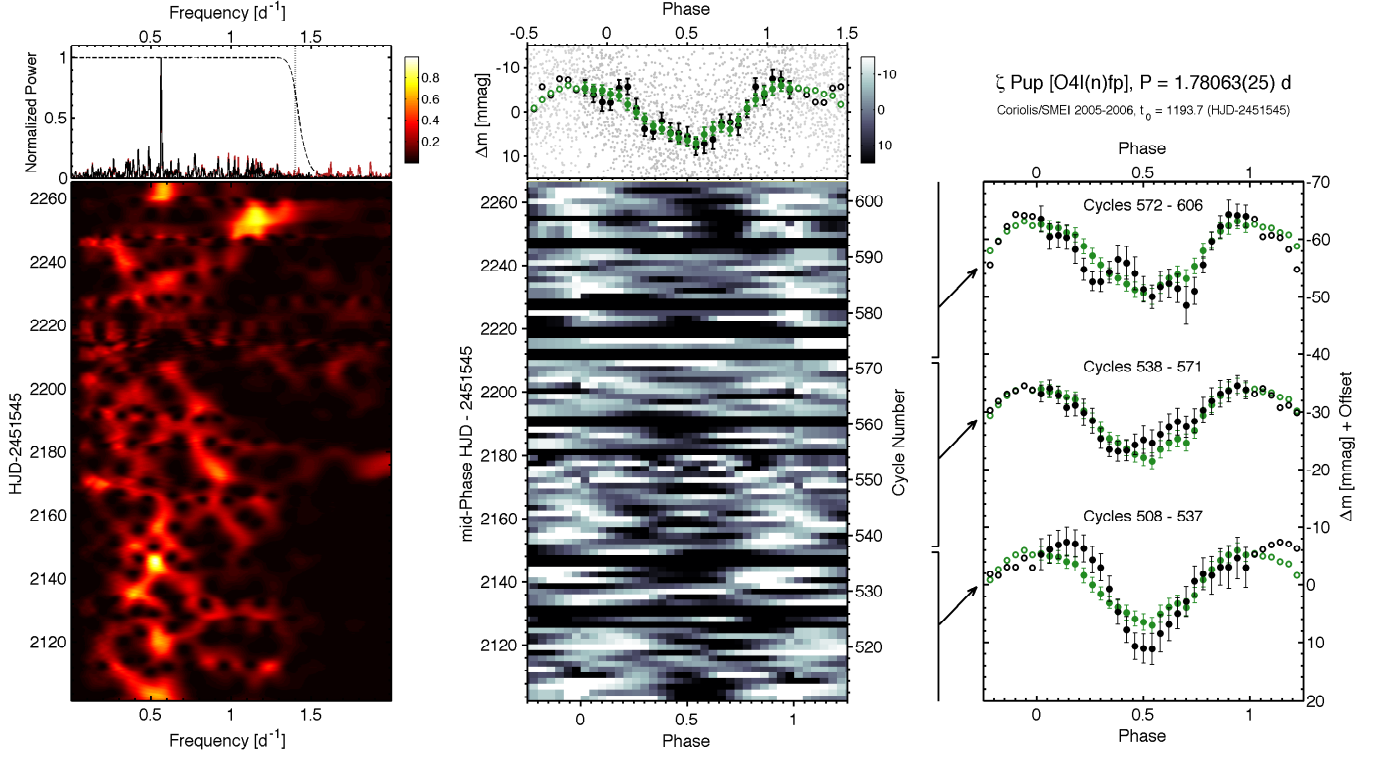 Frequency [d⁻¹]
0.5 1 1.5
Normalized Power
1
0.5
0
0.8
0.6
0.4
0.2
HJD-2451545
2260
2240
2220
2200
2180
2160
2140
2120
0.5 1 1.5
Frequency [d⁻¹]
Phase
-0.5 0 0.5 1 1.5
Δm [mmag]
-10
0
10
-10
0
10
mid-Phase HJD - 2451545
2260
2240
2220
2200
2180
2160
2140
2120
Cycle Number
600
590
580
570
560
550
540
530
520
0 0.5 1
Phase
ζ Pup [O4I(n)fp], P = 1.78063(25) d
Coriolis/SMEI 2005-2006, t₀ = 1193.7 (HJD-2451545)
Phase
0 0.5 1
Cycles 572 - 606
Cycles 538 - 571
Cycles 508 - 537
-70
-60
-50
-40
-30
-20
-10
0
10
20
Δm [mmag] + Offset
0 0.5 1
Phase